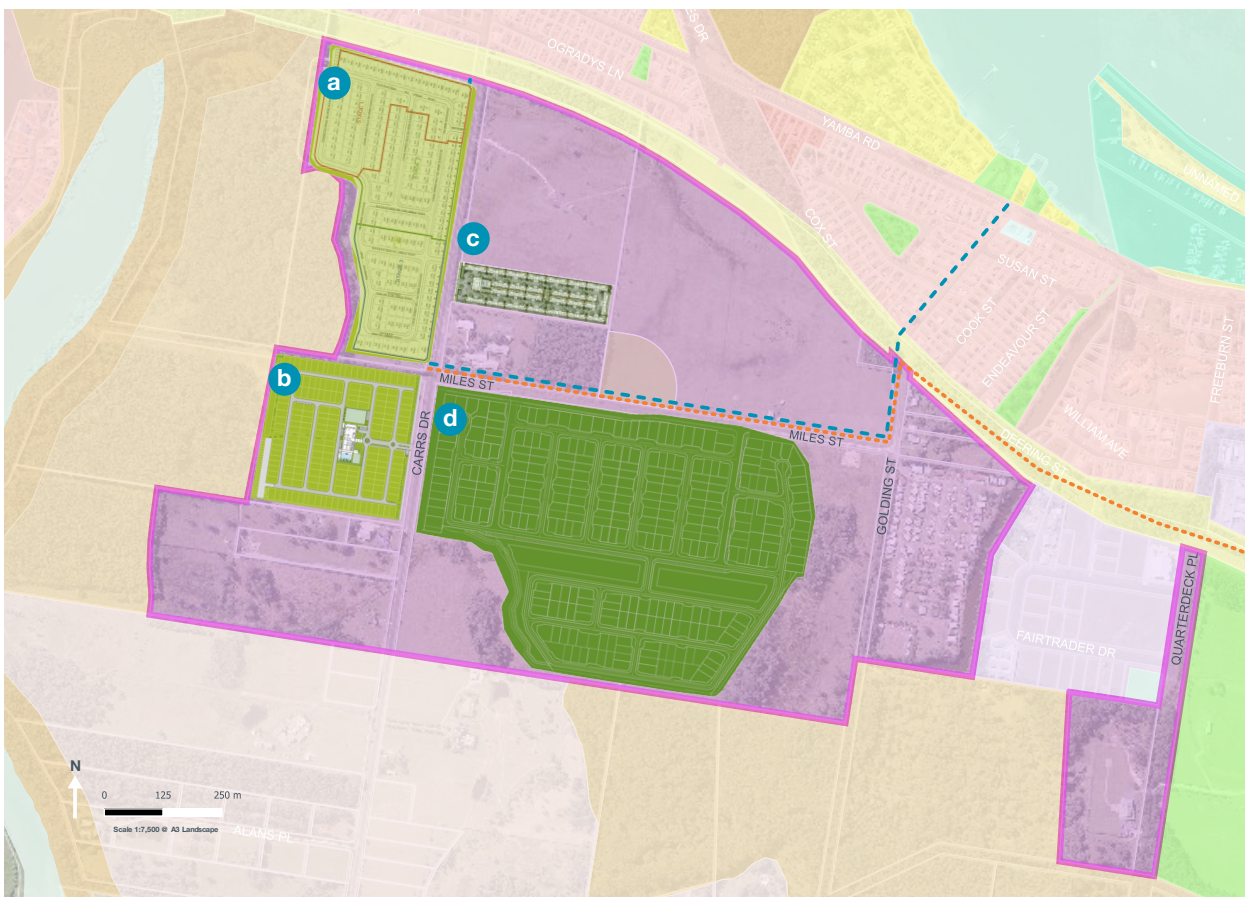 OGRADYS LN
ES DR
YAMBA RD
UNNAMED
a
COX ST
SUSAN ST
c
COOK ST
ENDEAVOUR ST
FREEBURN ST
b
MILES ST
WILLIAM AVE
d
CARRS DR
MILES ST
DEERING ST
GOLDING ST
QUARTERDECK PL
FAIRTRADER DR
N
0 125 250 m
Scale 1:7,500 @ A3 Landscape
ALANS PL